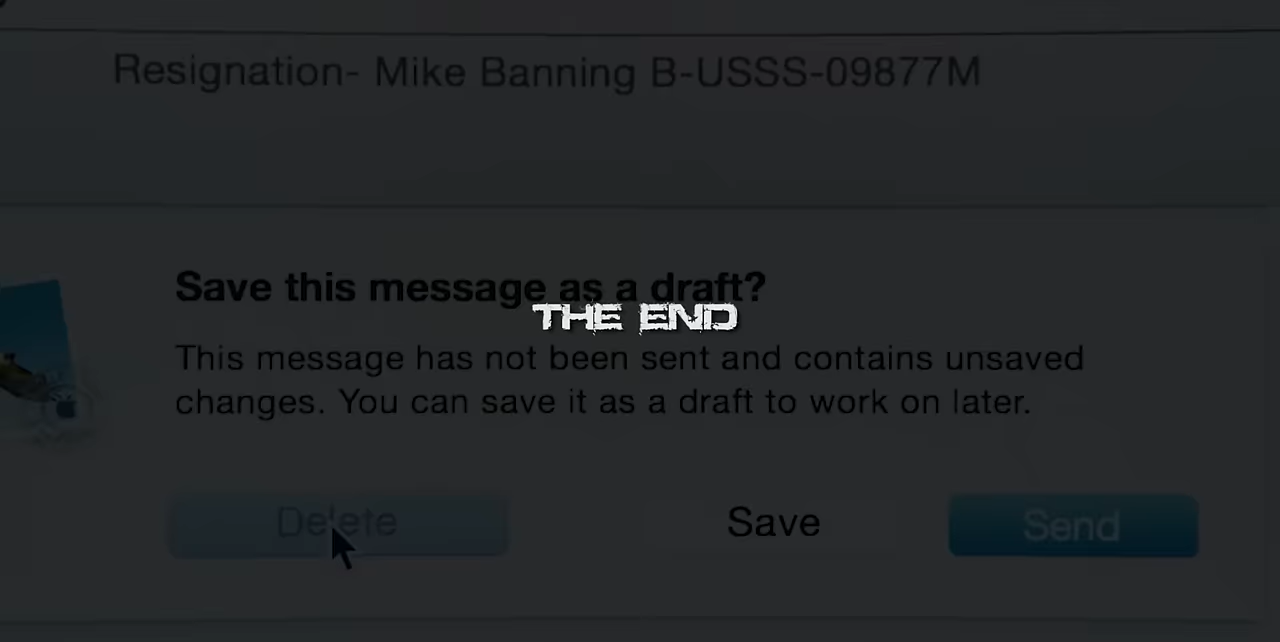 Resignation- Mike Banning B-USSS-09877M
Save this message as a draft?
THE END
This message has not been sent and contains unsaved
changes. You can save it as a draft to work on later.
Delete
Save
Send